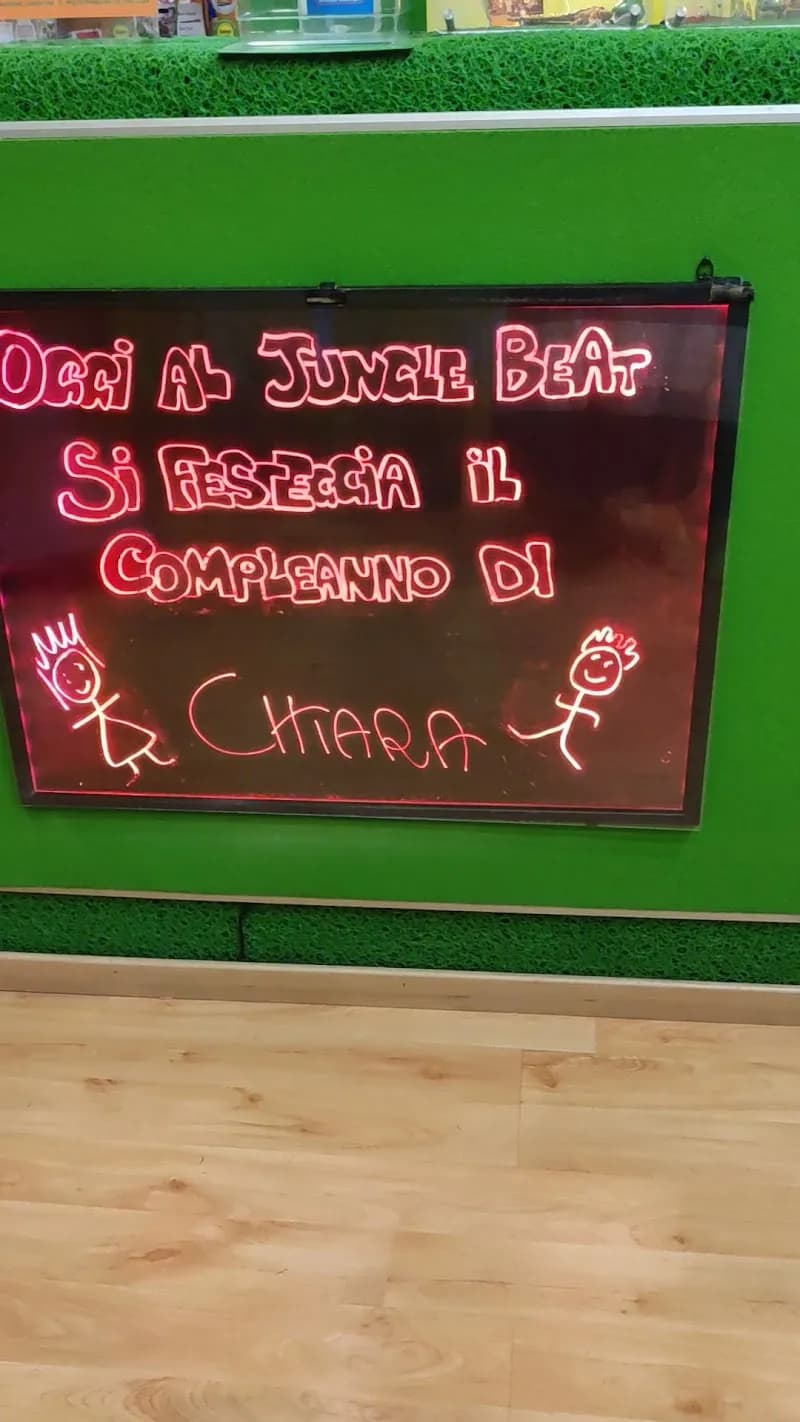 OGGI AL JUNGLE BEAT
Si FESTEGGiA iL
COMPLEANNO DI
CHIARA